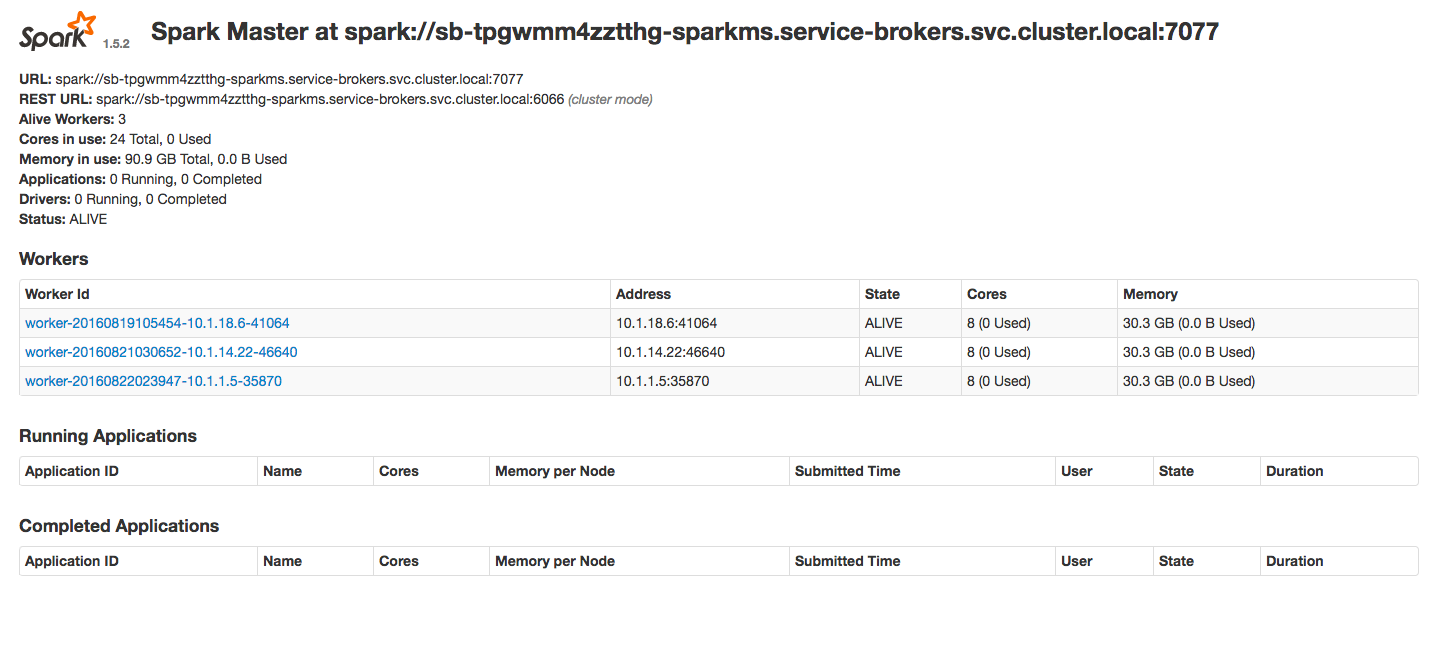 Spark 1.5.2 Spark Master at spark://sb-tpgwmm4zztthg-sparkms.service-brokers.svc.cluster.local:7077
URL: spark://sb-tpgwmm4zztthg-sparkms.service-brokers.svc.cluster.local:7077
REST URL: spark://sb-tpgwmm4zztthg-sparkms.service-brokers.svc.cluster.local:6066 (cluster mode)
Alive Workers: 3
Cores in use: 24 Total, 0 Used
Memory in use: 90.9 GB Total, 0.0 B Used
Applications: 0 Running, 0 Completed
Drivers: 0 Running, 0 Completed
Status: ALIVE
Workers
Worker Id Address State Cores Memory
worker-20160819105454-10.1.18.6-41064 10.1.18.6:41064 ALIVE 8 (0 Used) 30.3 GB (0.0 B Used)
worker-20160821030652-10.1.14.22-46640 10.1.14.22:46640 ALIVE 8 (0 Used) 30.3 GB (0.0 B Used)
worker-20160822023947-10.1.1.5-35870 10.1.1.5:35870 ALIVE 8 (0 Used) 30.3 GB (0.0 B Used)
Running Applications
Application ID Name Cores Memory per Node Submitted Time User State Duration
Completed Applications
Application ID Name Cores Memory per Node Submitted Time User State Duration